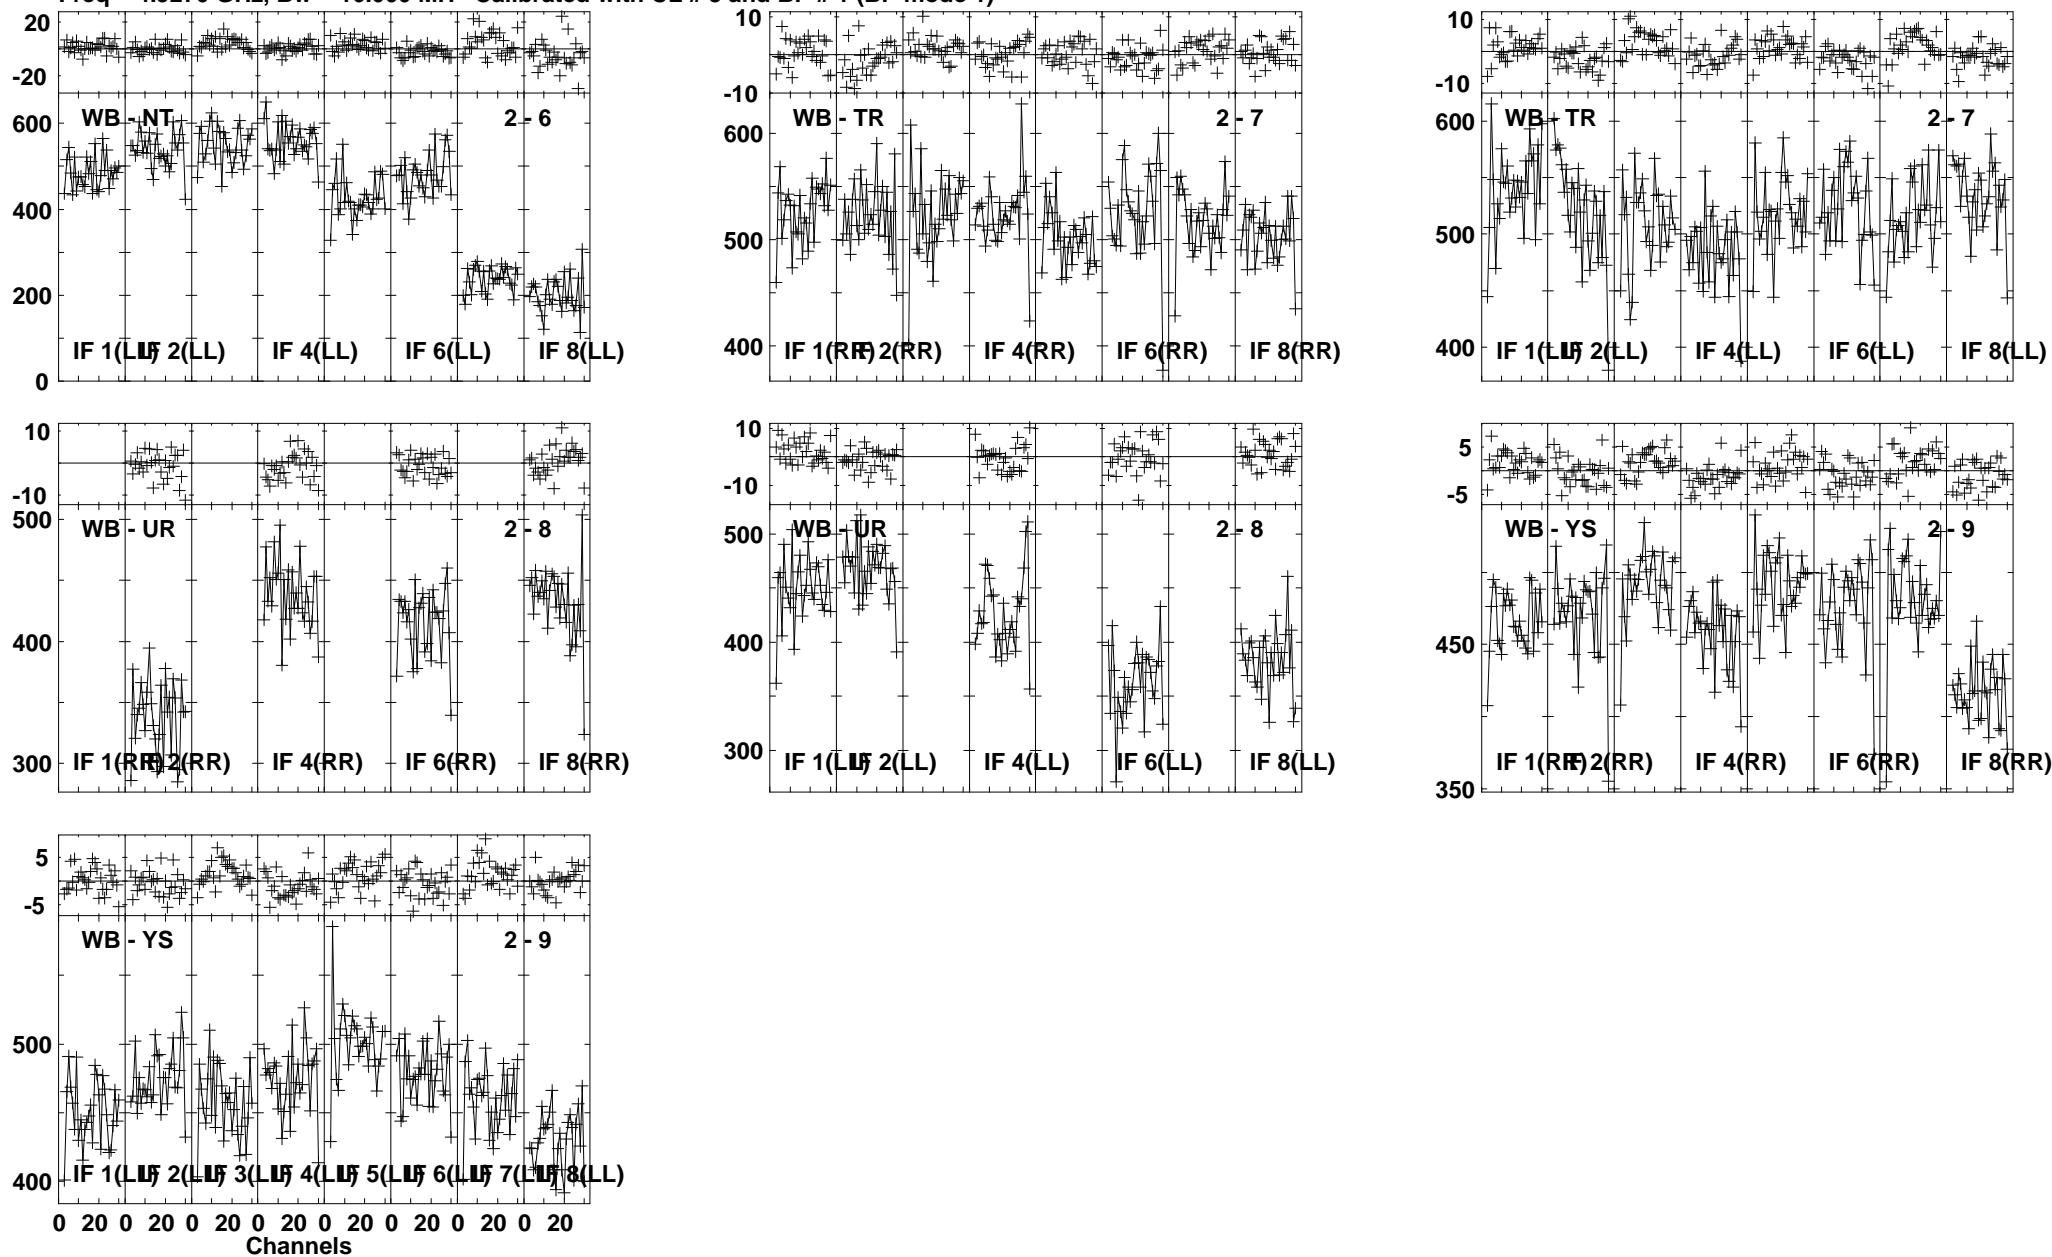 20
-20
WB - NT
2 - 6
600
400
200
0
IF 1(LL)
IF 2(LL)
IF 4(LL)
IF 6(LL)
IF 8(LL)
10
-10
WB - TR
2 - 7
600
500
400
IF 1(RR)
IF 2(RR)
IF 4(RR)
IF 6(RR)
IF 8(RR)
10
-10
WB - TR
2 - 7
600
500
400
IF 1(LL)
IF 2(LL)
IF 4(LL)
IF 6(LL)
IF 8(LL)
10
-10
WB - UR
2 - 8
500
400
300
IF 1(RR)
IF 2(RR)
IF 4(RR)
IF 6(RR)
IF 8(RR)
10
-10
WB - UR
2 - 8
500
400
300
IF 1(LL)
IF 2(LL)
IF 4(LL)
IF 6(LL)
IF 8(LL)
5
-5
WB - YS
2 - 9
450
350
IF 1(RR)
IF 2(RR)
IF 4(RR)
IF 6(RR)
IF 8(RR)
5
-5
WB - YS
2 - 9
500
400
IF 1(LL)
IF 2(LL)
IF 3(LL)
IF 4(LL)
IF 5(LL)
IF 6(LL)
IF 7(LL)
IF 8(LL)
0 20 0 20 0 20 0 20 0 20 0 20 0 20 0 20
Channels